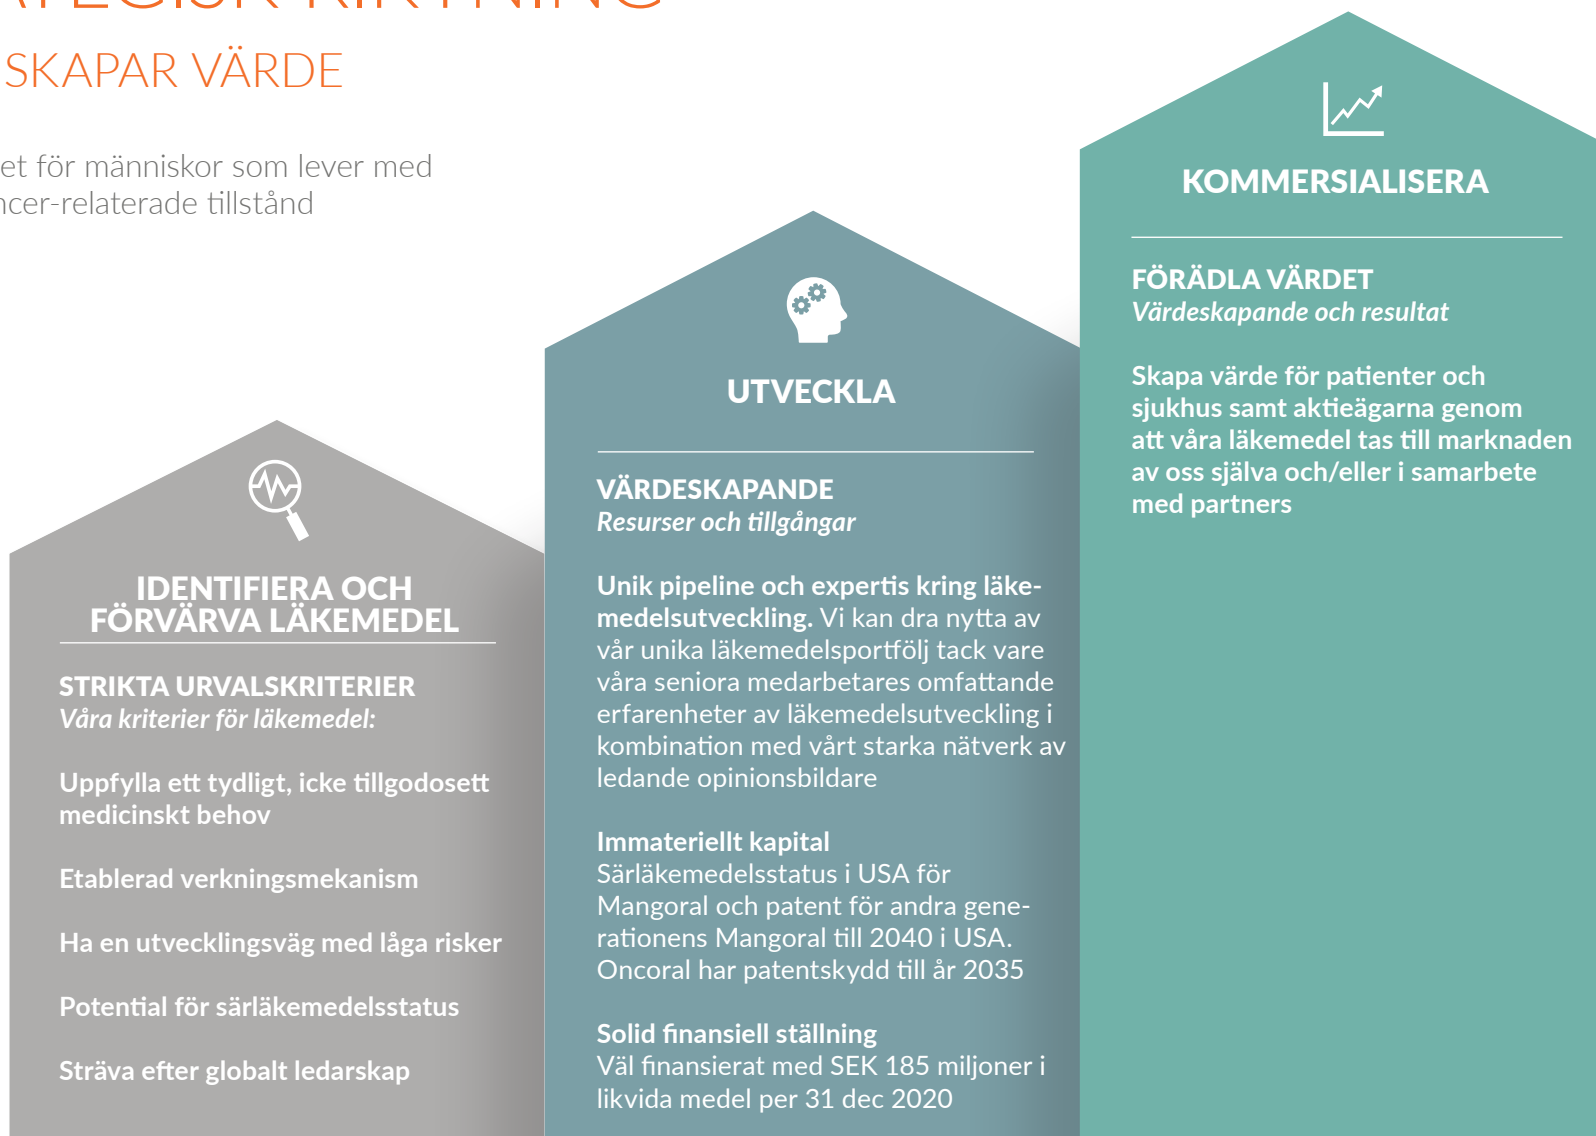 SKAPAR VÄRDE
för människor som lever med
tillstånd
IDENTIFIERA OCH
FÖRVÄRVA LÄKEMEDEL
STRIKTA URVALSKRITERIER
Våra kriterier för läkemedel:
Uppfylla ett tydligt, icke tillgodosett
medicinskt behov
Etablerad verkningsmekanism
Ha en utvecklingsväg med låga risker
Potential för särläkemedelsstatus
Sträva efter globalt ledarskap
UTVECKLA
VÄRDESKAPANDE
Resurser och tillgångar
Unik pipeline och expertis kring läke-
medelsutveckling. Vi kan dra nytta av
vår unika läkemedelsportfölj tack vare
våra seniora medarbetares omfattande
erfarenheter av läkemedelsutveckling i
kombination med vårt starka nätverk av
ledande opinionsbildare
Immateriellt kapital
Särläkemedelsstatus i USA för
Mangoral och patent för andra gene-
rationens Mangoral till 2040 i USA.
Oncoral har patentskydd till år 2035
Solid finansiell ställning
Väl finansierat med SEK 185 miljoner i
likvida medel per 31 dec 2020
KOMMERSIALISERA
FÖRÄDLA VÄRDET
Värdeskapande och resultat
Skapa värde för patienter och
sjukhus samt aktieägarna genom
att våra läkemedel tas till marknaden
av oss själva och/eller i samarbete
med partners